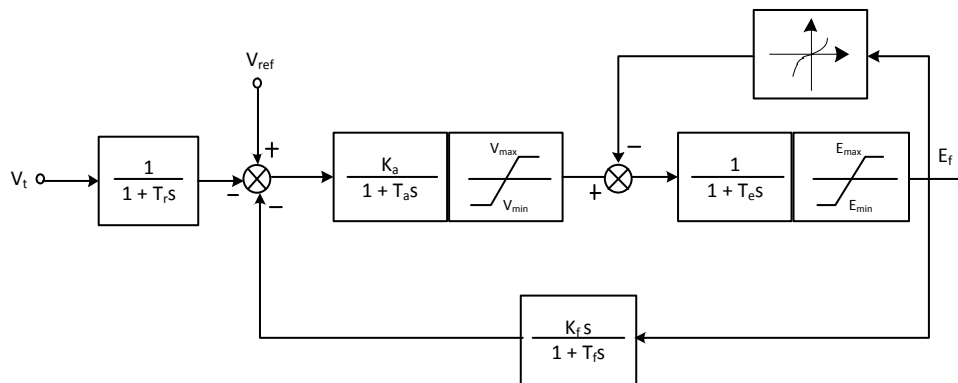 V_ref
V_t
1
1 + T_r s
+
−
−
K_a
1 + T_a s
V_max
V_min
+
−
1
1 + T_e s
E_max
E_min
E_f
K_f s
1 + T_f s